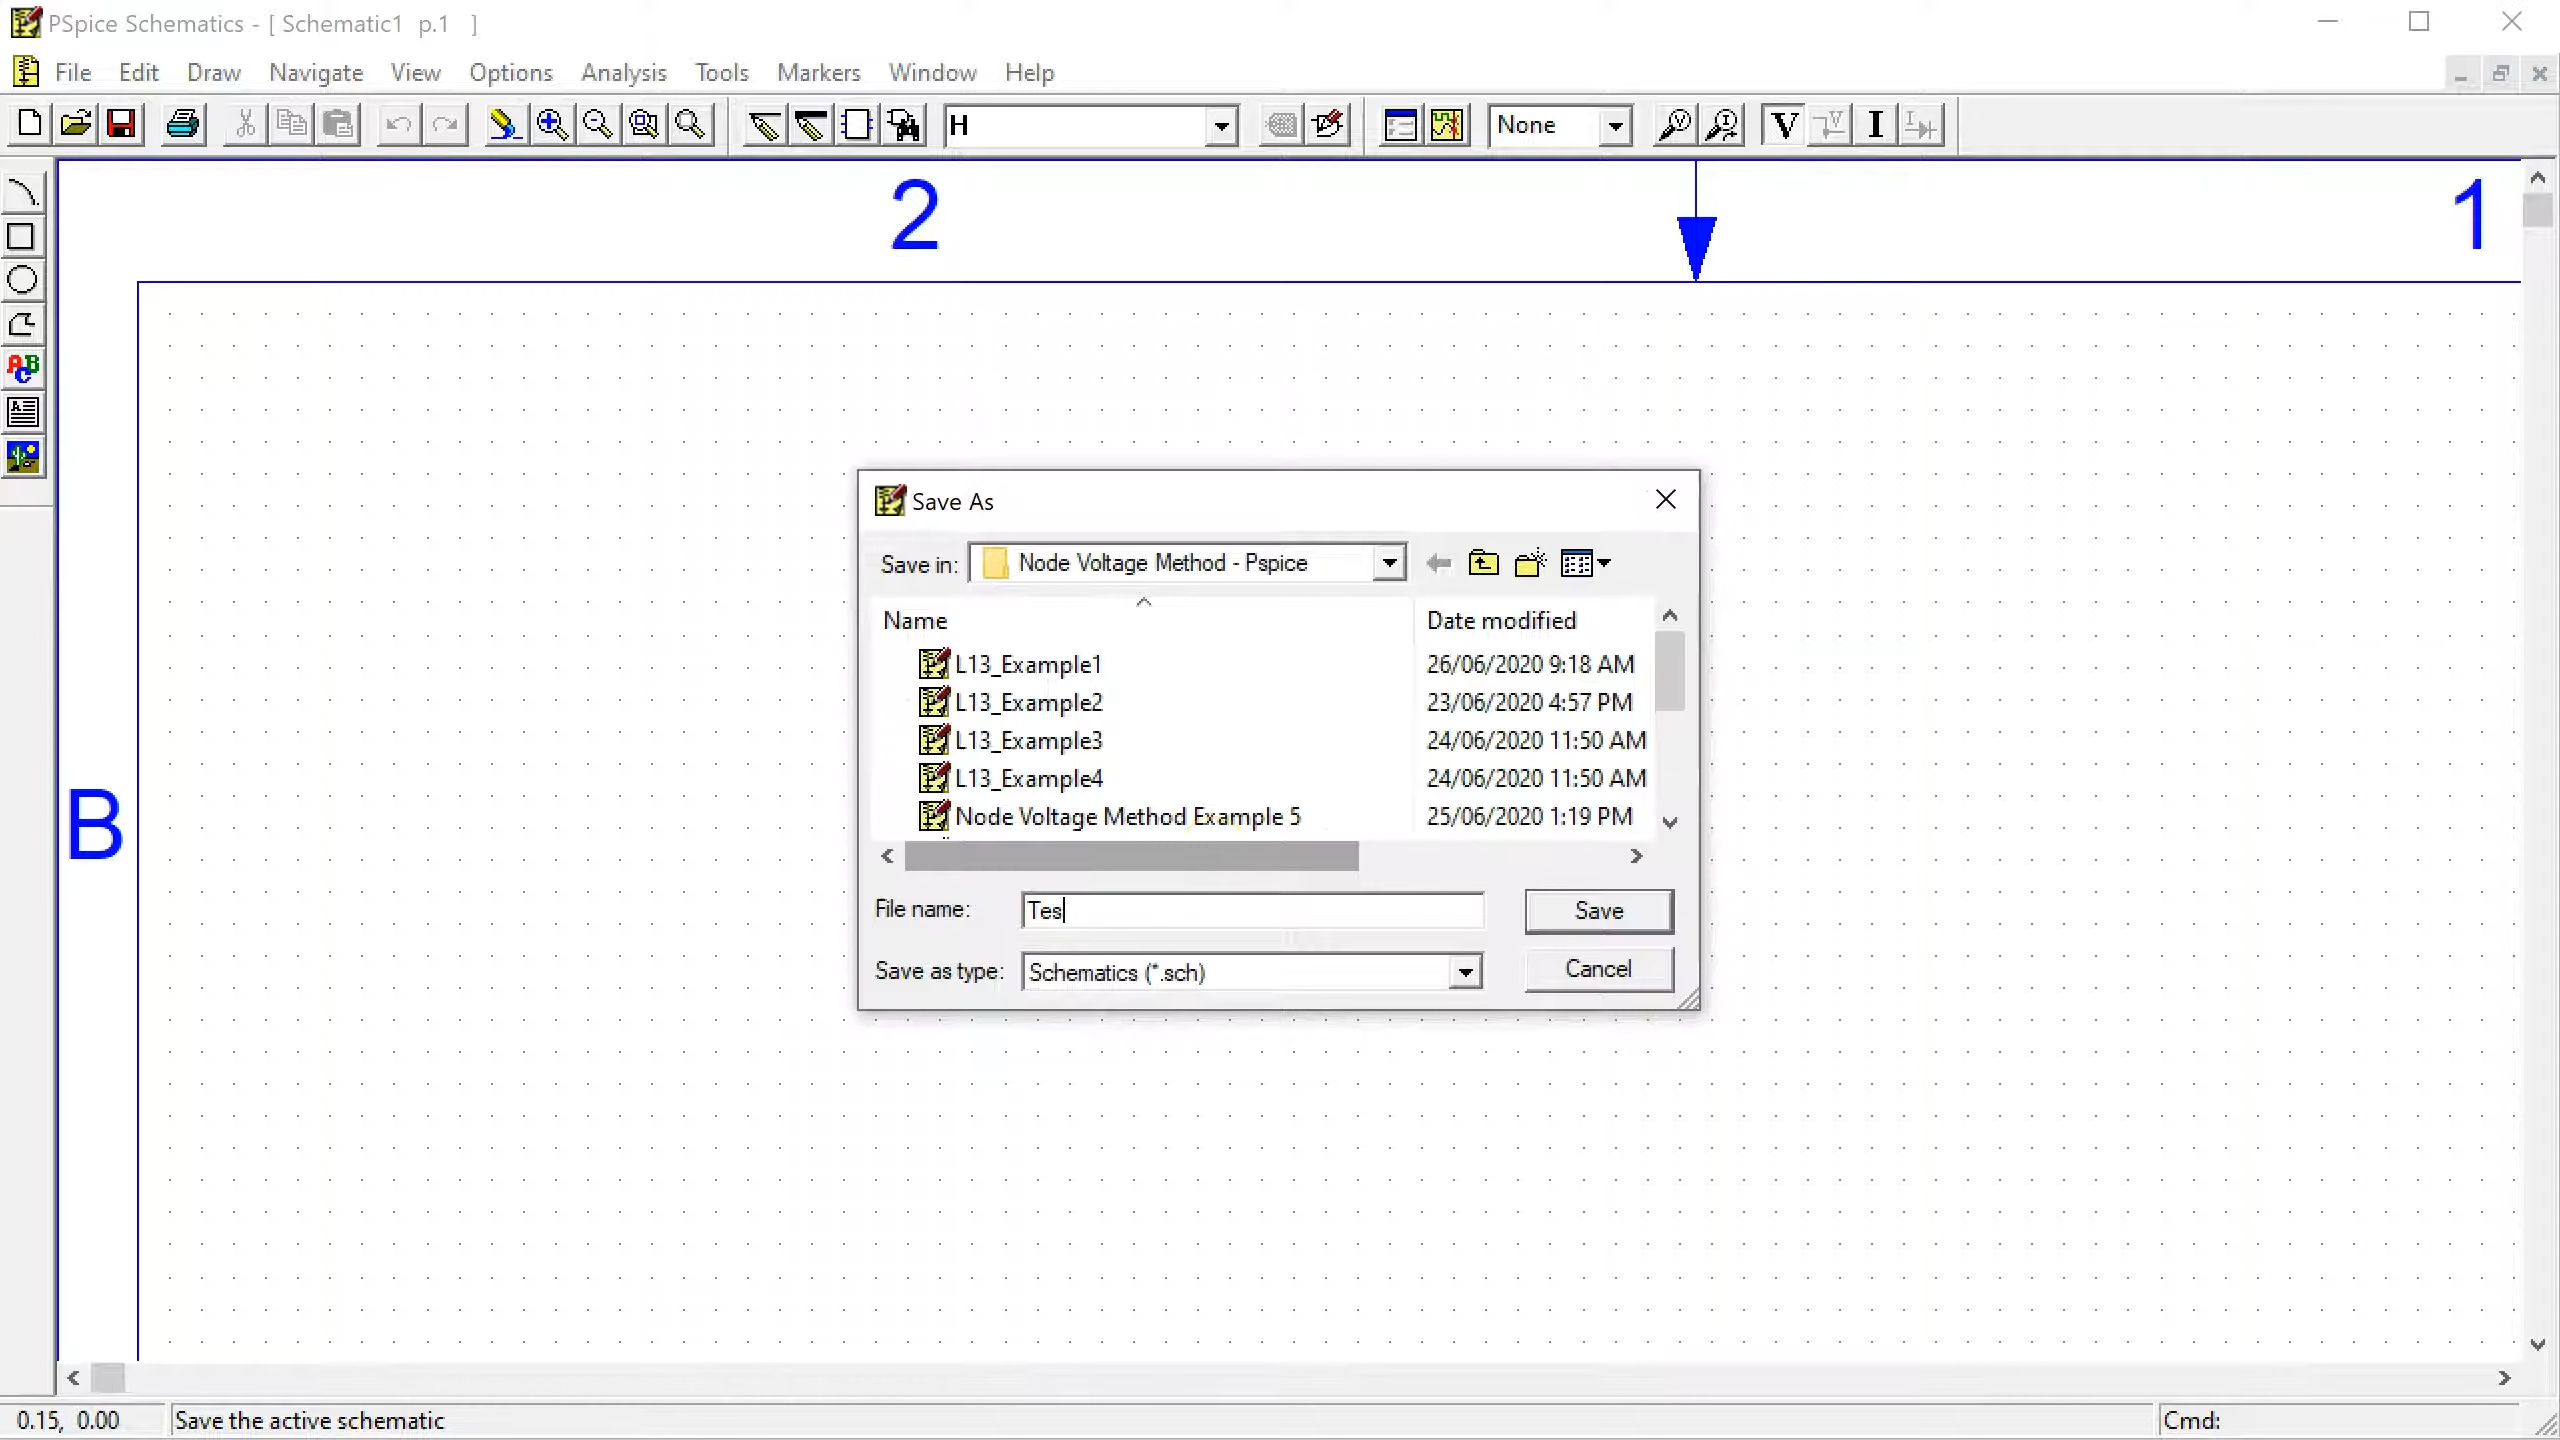 PSpice Schematics - [ Schematic1 p.1 ]
File Edit Draw Navigate View Options Analysis Tools Markers Window Help
H
None
V
I
2
1
B
Save As
Save in: Node Voltage Method - Pspice
Name Date modified
L13_Example1 26/06/2020 9:18 AM
L13_Example2 23/06/2020 4:57 PM
L13_Example3 24/06/2020 11:50 AM
L13_Example4 24/06/2020 11:50 AM
Node Voltage Method Example 5 25/06/2020 1:19 PM
File name: Tes Save
Save as type: Schematics (*.sch) Cancel
0.15, 0.00 Save the active schematic Cmd: